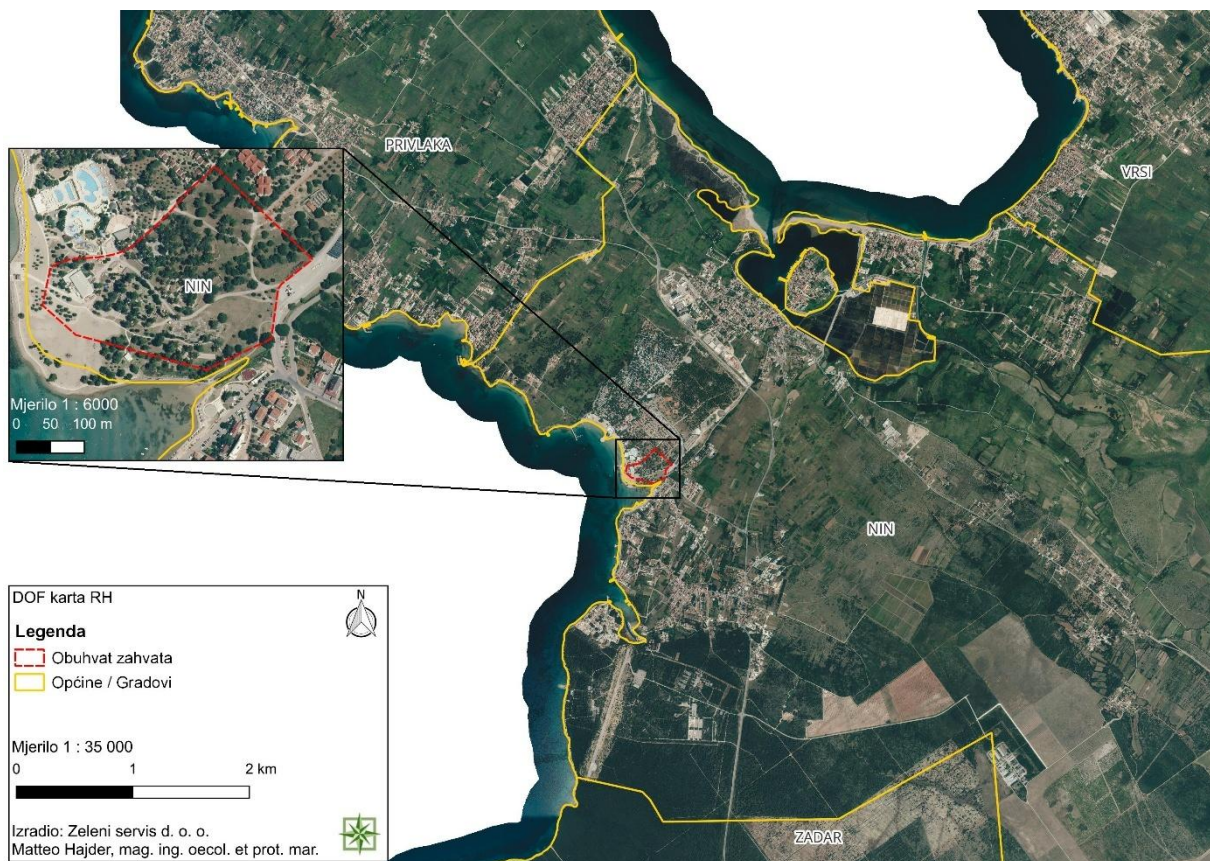 PRIVLAKA
VRSI
NIN
Mjerilo 1 : 6000
0 50 100 m
NIN
DOF karta RH
N
Legenda
Obuhvat zahvata
Općine / Gradovi
Mjerilo 1 : 35 000
0 1 2 km
Izradio: Zeleni servis d. o. o.
Matteo Hajder, mag. ing. oecol. et prot. mar.
ZADAR